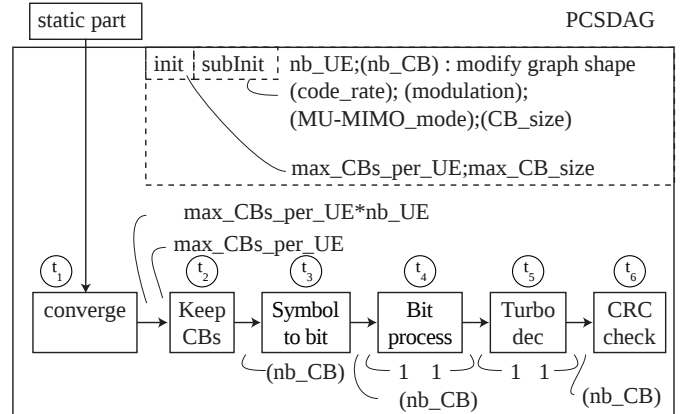 static part
PCSDAG
init subInit nb_UE;(nb_CB) : modify graph shape
(code_rate); (modulation);
(MU-MIMO_mode);(CB_size)
max_CBs_per_UE;max_CB_size
max_CBs_per_UE*nb_UE
max_CBs_per_UE
t1 t2 t3 t4 t5 t6
converge
Keep
CBs
Symbol
to bit
Bit
process
Turbo
dec
CRC
check
(nb_CB)
1 1
(nb_CB)
1 1
(nb_CB)